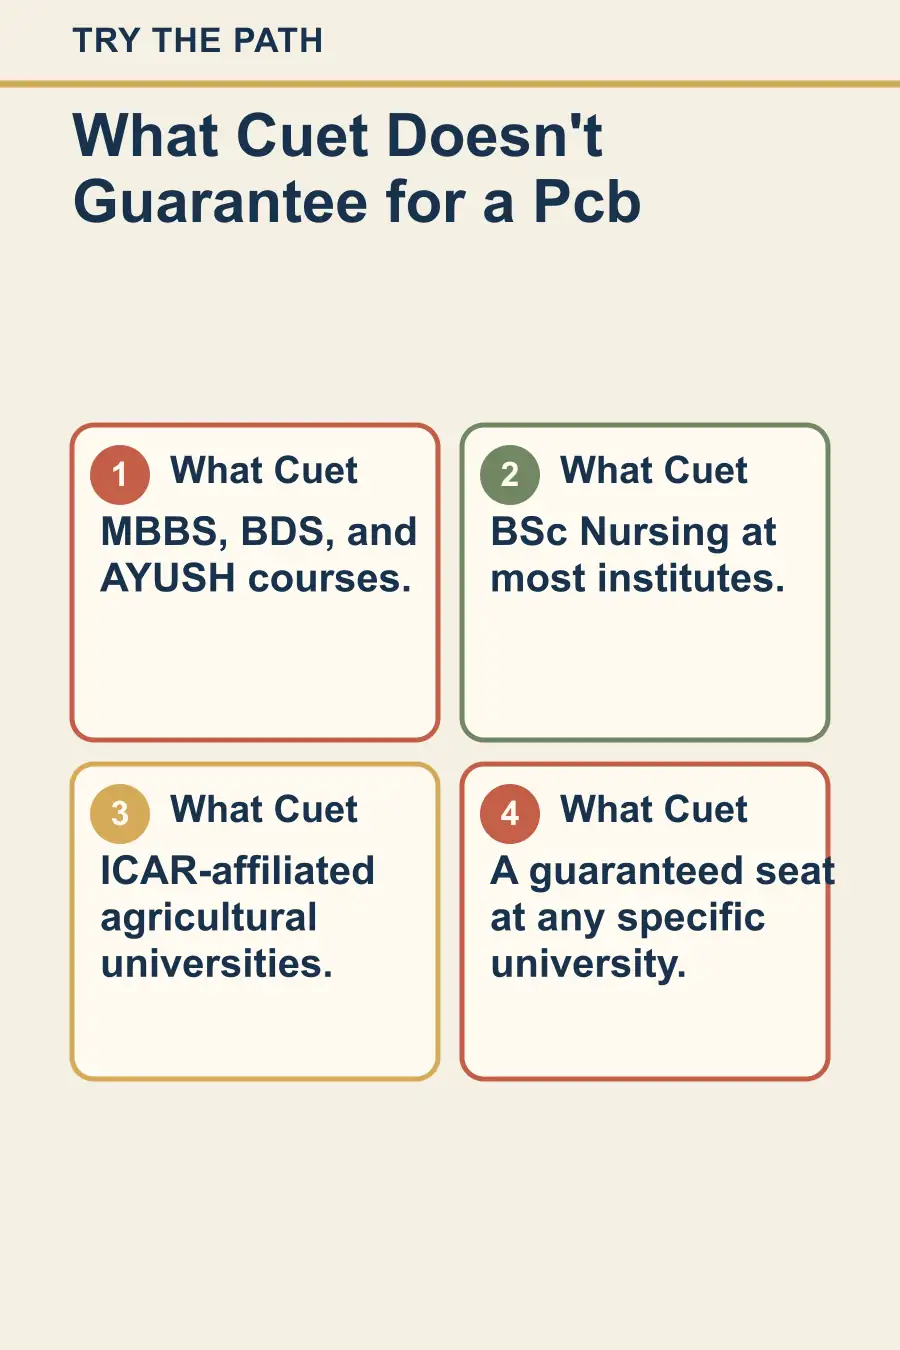 TRY THE PATH
What Cuet Doesn't
Guarantee for a Pcb
1 What Cuet
MBBS, BDS, and
AYUSH courses.
2 What Cuet
BSc Nursing at
most institutes.
3 What Cuet
ICAR-affiliated
agricultural
universities.
4 What Cuet
A guaranteed seat
at any specific
university.